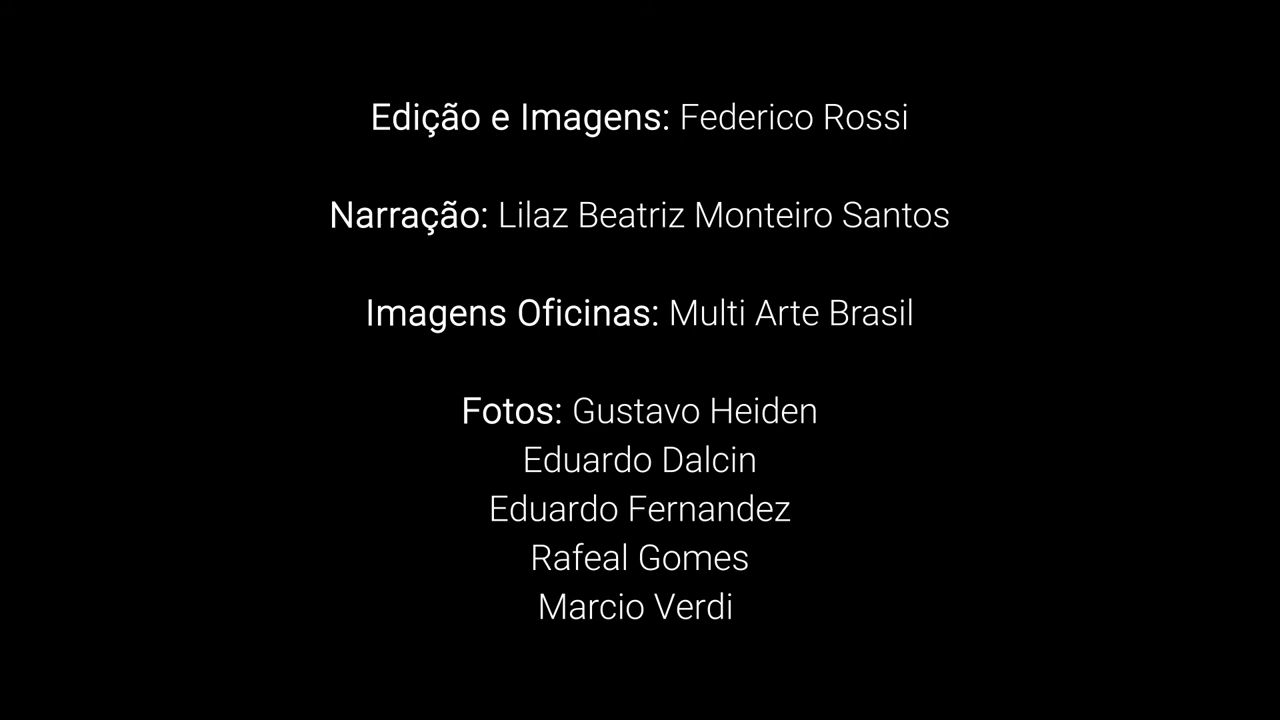 Edição e Imagens: Federico Rossi
Narração: Lilaz Beatriz Monteiro Santos
Imagens Oficinas: Multi Arte Brasil
Fotos: Gustavo Heiden
Eduardo Dalcin
Eduardo Fernandez
Rafeal Gomes
Marcio Verdi